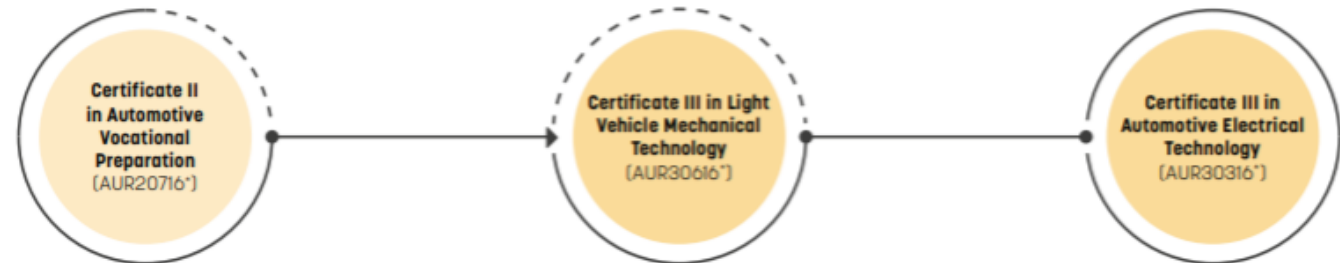 Certificate II
in Automotive
Vocational
Preparation
(AUR20716*)
Certificate III in Light
Vehicle Mechanical
Technology
(AUR30616*)
Certificate III in
Automotive Electrical
Technology
(AUR30316*)